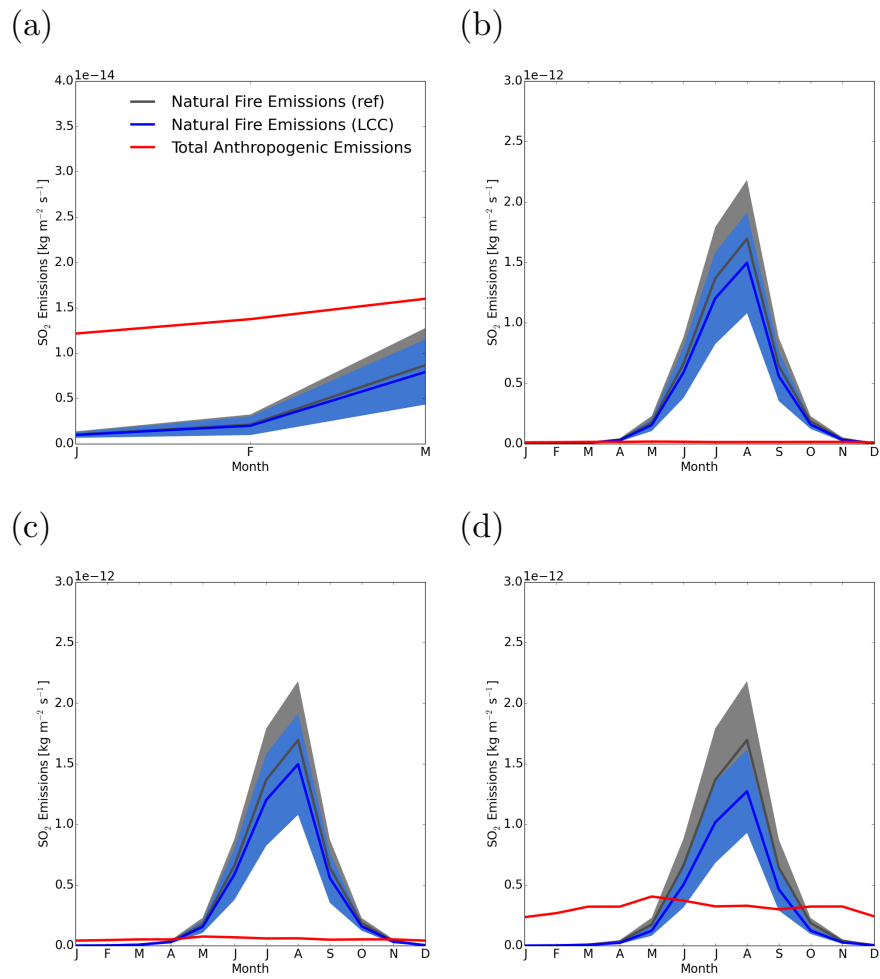 (a)
1e−14
4.0
3.5
3.0
2.5
2.0
1.5
1.0
0.5
0.0
SO₂ Emissions [kg m⁻² s⁻¹]
Natural Fire Emissions (ref)
Natural Fire Emissions (LCC)
Total Anthropogenic Emissions
J F M
Month
(b)
1e−12
3.0
2.5
2.0
1.5
1.0
0.5
0.0
SO₂ Emissions [kg m⁻² s⁻¹]
J F M A M J J A S O N D
Month
(c)
1e−12
3.0
2.5
2.0
1.5
1.0
0.5
0.0
SO₂ Emissions [kg m⁻² s⁻¹]
J F M A M J J A S O N D
Month
(d)
1e−12
3.0
2.5
2.0
1.5
1.0
0.5
0.0
SO₂ Emissions [kg m⁻² s⁻¹]
J F M A M J J A S O N D
Month